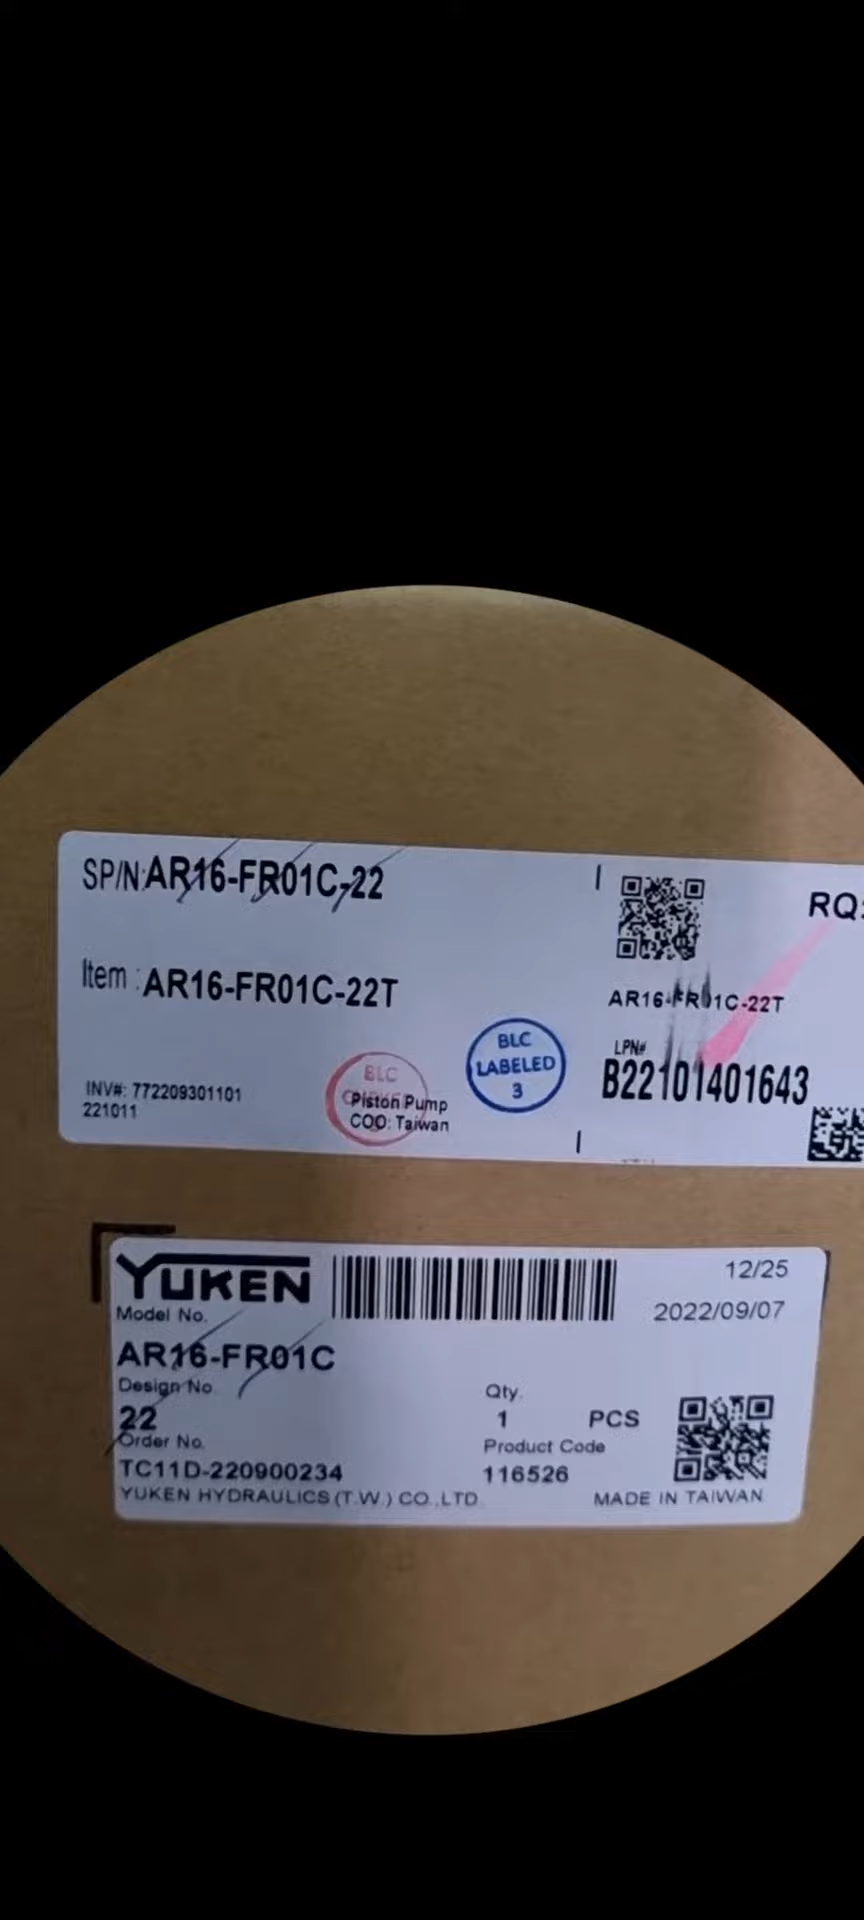 SP/N:AR16-FR01C-22
RQ:
Item : AR16-FR01C-22T
AR16-FR01C-22T
LPN#
B22101401643
INV#: 772209301101
221011
BLC
Piston Pump
COO: Taiwan
BLC
LABELED
3
YUKEN
12/25
2022/09/07
Model No.
AR16-FR01C
Design No.
22
Qty.
1 PCS
Order No.
Product Code
TC11D-220900234
116526
YUKEN HYDRAULICS (T.W.) CO.,LTD.
MADE IN TAIWAN